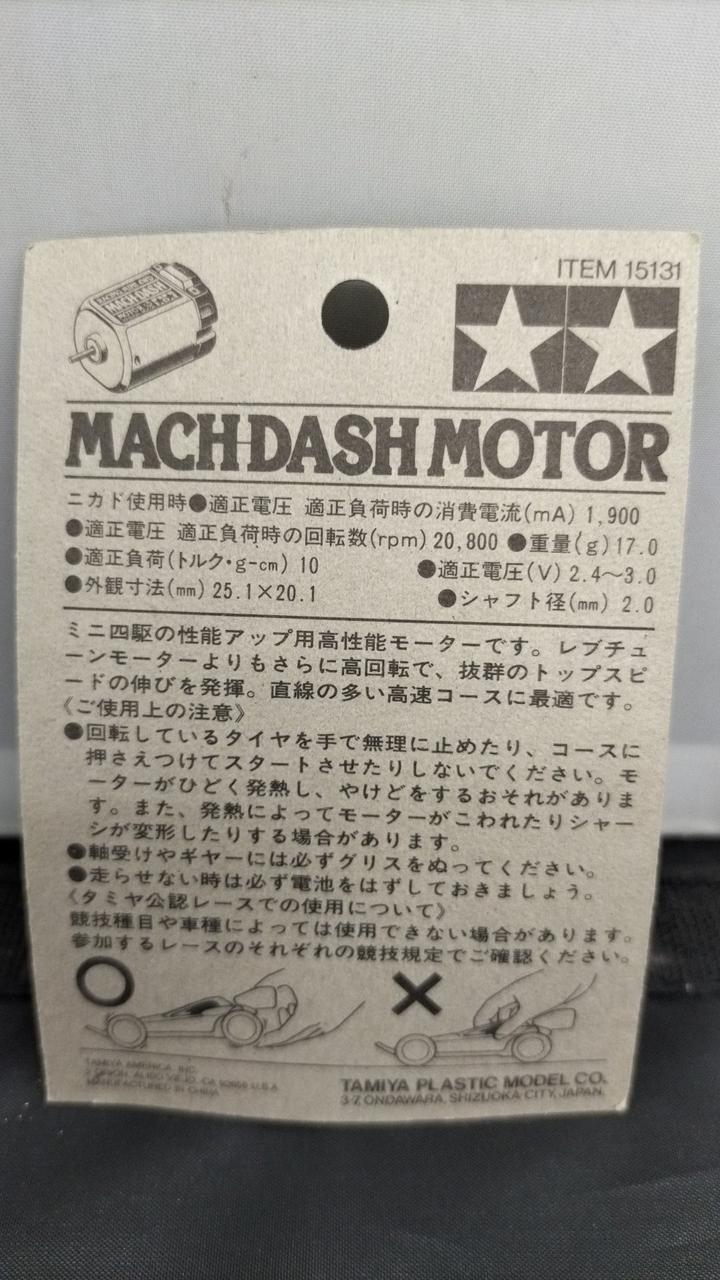 ITEM 15131
MACH-DASH MOTOR
ニカド使用時●適正電圧 適正負荷時の消費電流(mA) 1,900
●適正電圧 適正負荷時の回転数(rpm) 20,800 ●重量(g) 17.0
●適正負荷(トルク・g-cm) 10 ●適正電圧(V) 2.4〜3.0
●外観寸法(mm) 25.1×20.1 ●シャフト径(mm) 2.0
ミニ四駆の性能アップ用高性能モーターです。レブチュ
ーンモーターよりもさらに高回転で、抜群のトップスピ
ードの伸びを発揮。直線の多い高速コースに最適です。
《ご使用上の注意》
●回転しているタイヤを手で無理に止めたり、コースに
押さえつけてスタートさせたりしないでください。モ
ーターがひどく発熱し、やけどをするおそれがありま
す。また、発熱によってモーターがこわれたりシャー
シが変形したりする場合があります。
●軸受けやギヤーには必ずグリスをぬってください。
●走らせない時は必ず電池をはずしておきましょう。
《タミヤ公認レースでの使用について》
競技種目や車種によっては使用できない場合があります。
参加するレースのそれぞれの競技規定でご確認ください。
TAMIYA AMERICA, INC.
ALISO VIEJO, CA U.S.A
MANUFACTURED IN CHINA
TAMIYA PLASTIC MODEL CO.
3-7, ONDAWARA, SHIZUOKA-CITY, JAPAN.